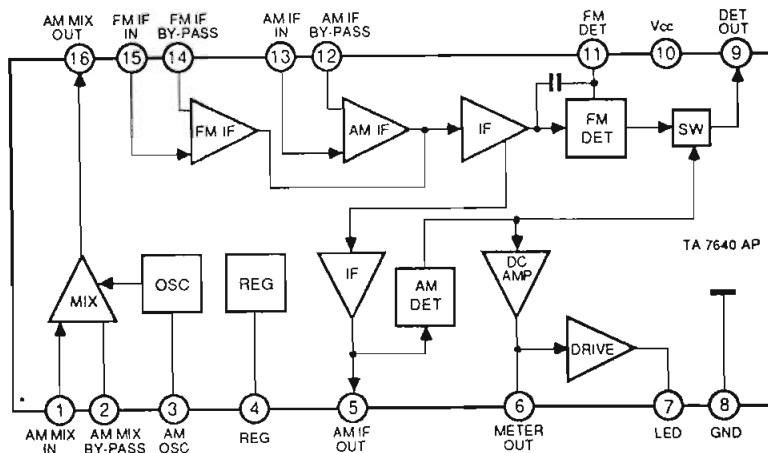 AM MIX OUT
FM IF IN
FM IF BY-PASS
AM IF IN
AM IF BY-PASS
FM DET
Vcc
DET OUT
16
15
14
13
12
11
10
9
FM IF
AM IF
IF
FM DET
SW
TA 7640 AP
MIX
OSC
REG
IF
AM DET
DC AMP
DRIVE
1
2
3
4
5
6
7
8
AM MIX IN
AM MIX BY-PASS
AM OSC
REG
AM IF OUT
METER OUT
LED
GND